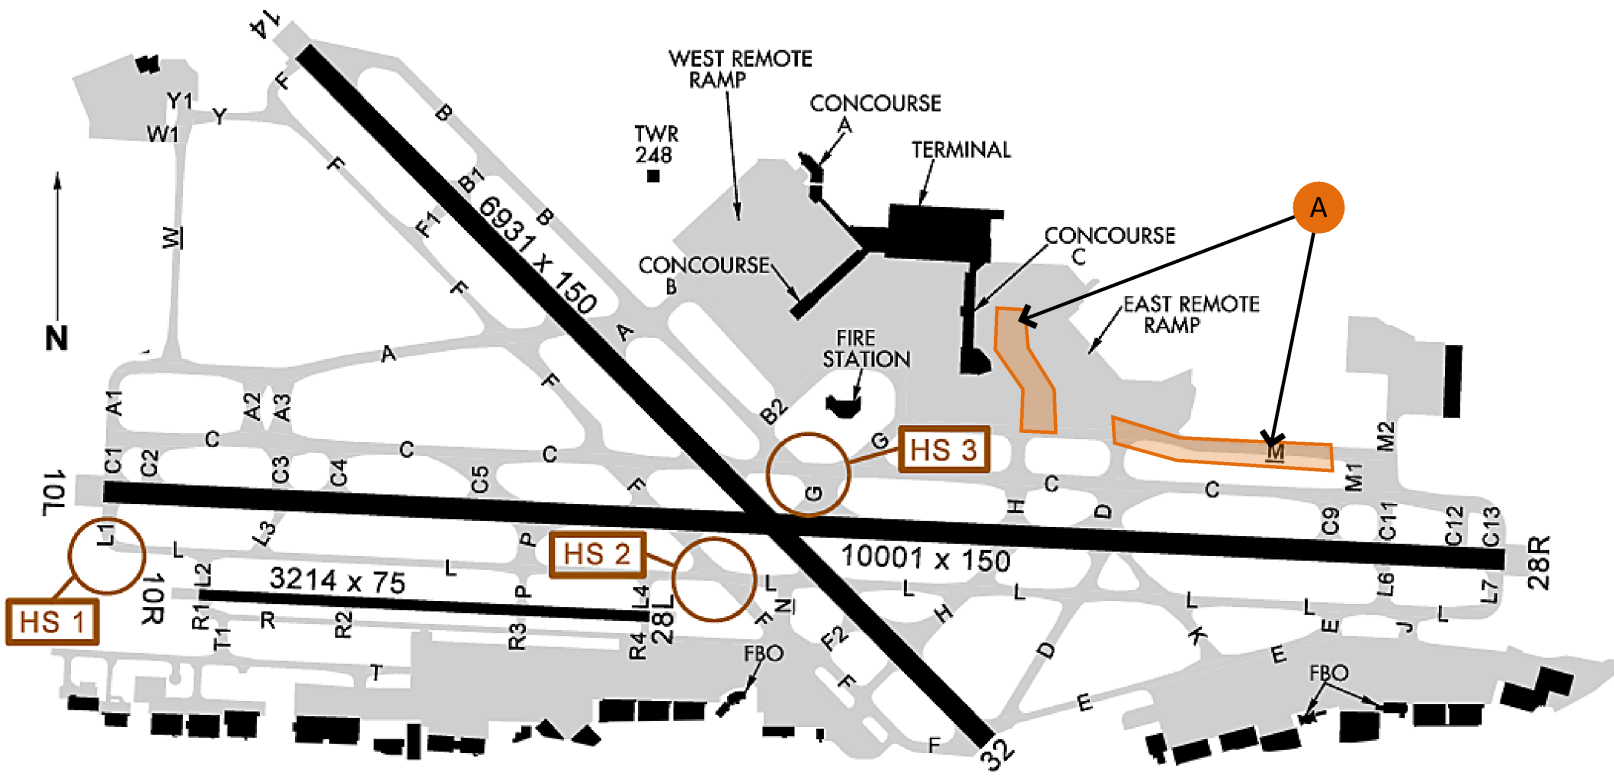 14
WEST REMOTE
RAMP
CONCOURSE
A
TERMINAL
TWR
248
A
F
B
Y1
Y
W1
F
B1
B
F1
W
6931 x 150
CONCOURSE
C
CONCOURSE
B
EAST REMOTE
RAMP
N
F
A
FIRE
STATION
A
F
A1
A2
A3
B2
C
C
C
G
HS 3
M
M2
C1
C2
C3
C4
C5
F
G
H
C
D
C
M1
10L
C9
C11
C12
C13
L1
L3
P
HS 2
10001 x 150
28R
L
L2
L
3214 x 75
P
L4
L
N
L
L
L
L
L6
L
L7
HS 1
10R
R1
R
R2
R3
R4
28L
F
F2
H
D
K
E
E
J
T1
T
FBO
F
E
FBO
F
32